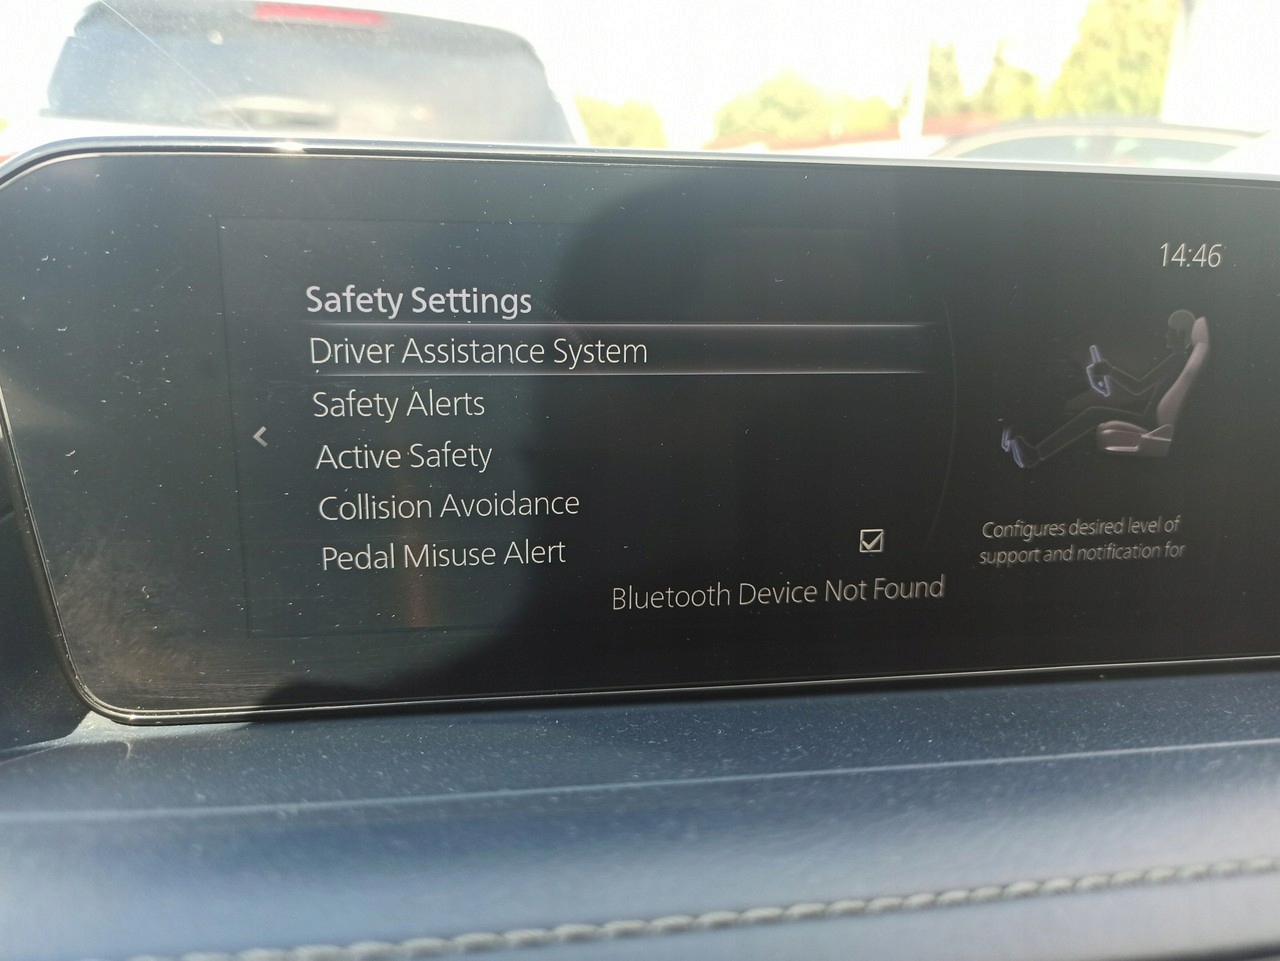 14:46
Safety Settings
Driver Assistance System
Safety Alerts
Active Safety
Collision Avoidance
Pedal Misuse Alert
Configures desired level of
support and notification for
Bluetooth Device Not Found